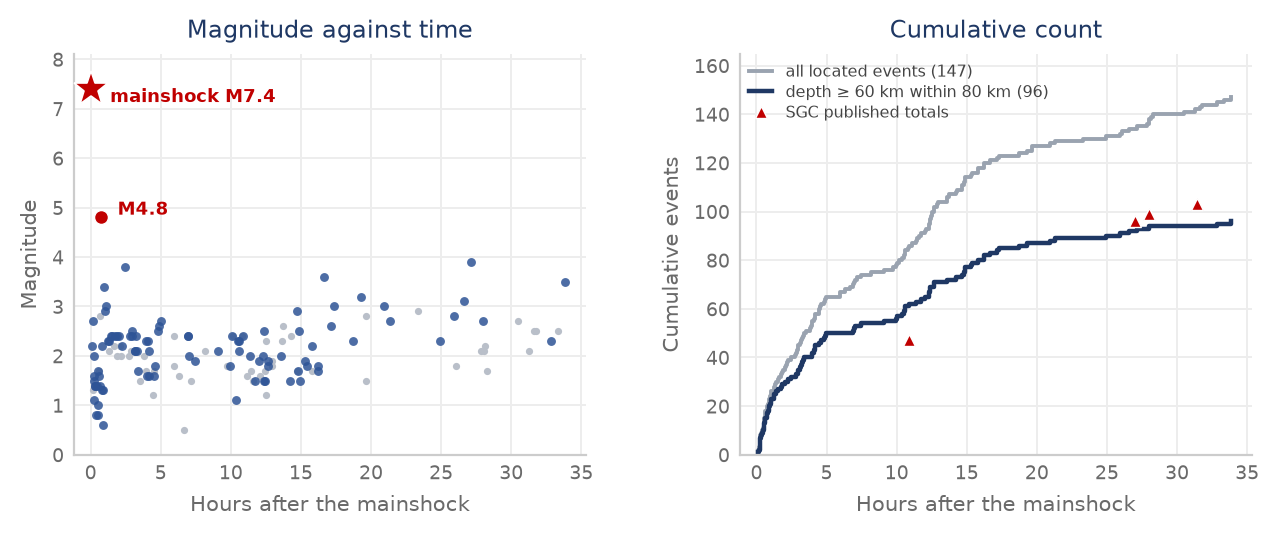 Magnitude against time
8
7
6
5
4
3
2
1
0
mainshock M7.4
M4.8
Magnitude
0 5 10 15 20 25 30 35
Hours after the mainshock
Cumulative count
160
140
120
100
80
60
40
20
0
all located events (147)
depth ≥ 60 km within 80 km (96)
SGC published totals
Cumulative events
0 5 10 15 20 25 30 35
Hours after the mainshock